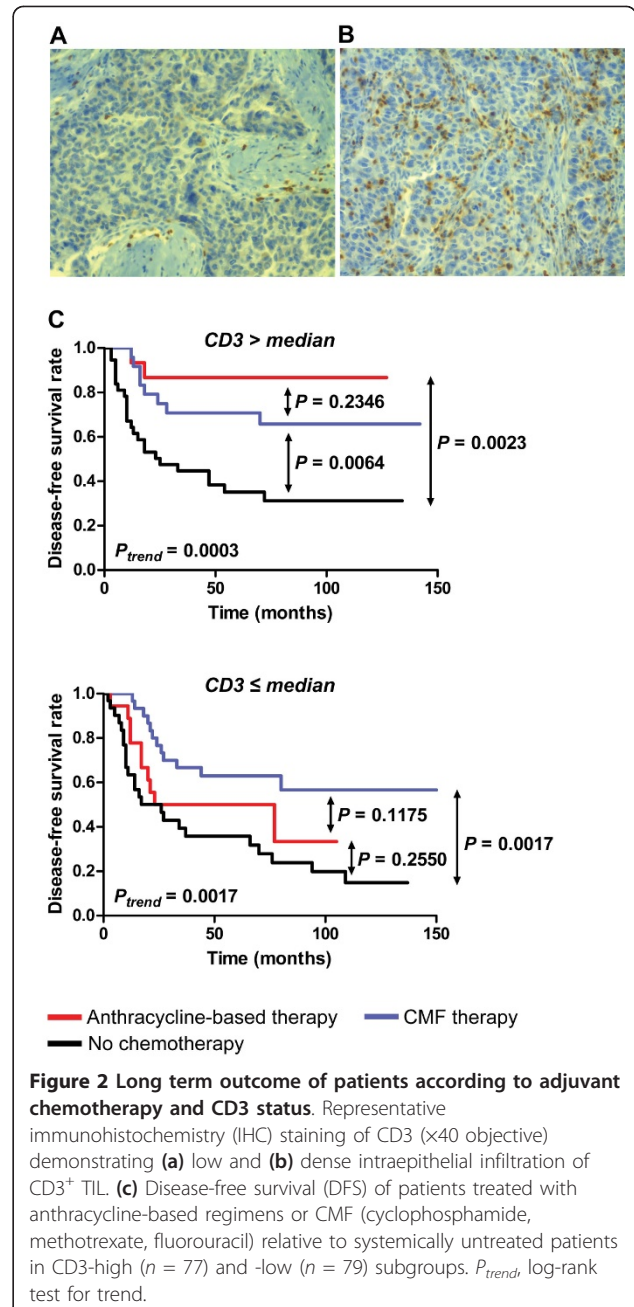 A
B
C
CD3 > median
Disease-free survival rate
1.0
0.8
0.6
0.4
0.2
0.0
P = 0.2346
P = 0.0064
P = 0.0023
Ptrend = 0.0003
0 50 100 150
Time (months)
CD3 ≤ median
Disease-free survival rate
1.0
0.8
0.6
0.4
0.2
0.0
P = 0.1175
P = 0.2550
P = 0.0017
Ptrend = 0.0017
0 50 100 150
Time (months)
Anthracycline-based therapy CMF therapy
No chemotherapy
Figure 2 Long term outcome of patients according to adjuvant
chemotherapy and CD3 status. Representative
immunohistochemistry (IHC) staining of CD3 (×40 objective)
demonstrating (a) low and (b) dense intraepithelial infiltration of
CD3+ TIL. (c) Disease-free survival (DFS) of patients treated with
anthracycline-based regimens or CMF (cyclophosphamide,
methotrexate, fluorouracil) relative to systemically untreated patients
in CD3-high (n = 77) and -low (n = 79) subgroups. Ptrend, log-rank
test for trend.